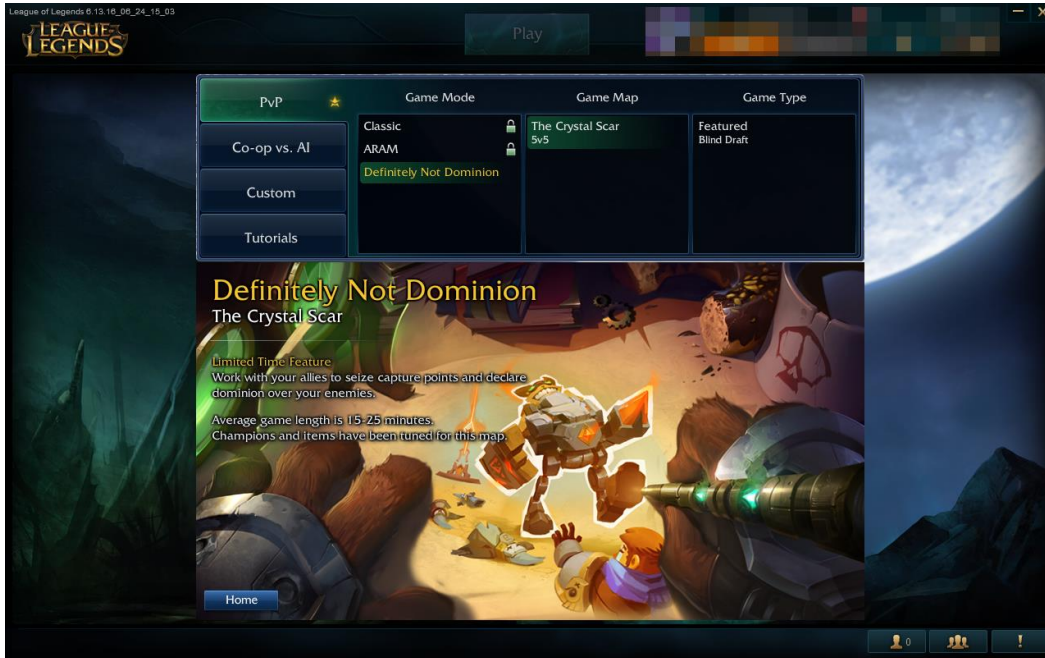 League of Legends 6.13.16_06_24_15_03
LEAGUE OF
LEGENDS
Play
PvP
Co-op vs. AI
Custom
Tutorials
Game Mode
Classic
ARAM
Definitely Not Dominion
Game Map
The Crystal Scar
5v5
Game Type
Featured
Blind Draft
Definitely Not Dominion
The Crystal Scar
Limited Time Feature
Work with your allies to seize capture points and declare
dominion over your enemies.
Average game length is 15-25 minutes.
Champions and items have been tuned for this map.
Home
0
!